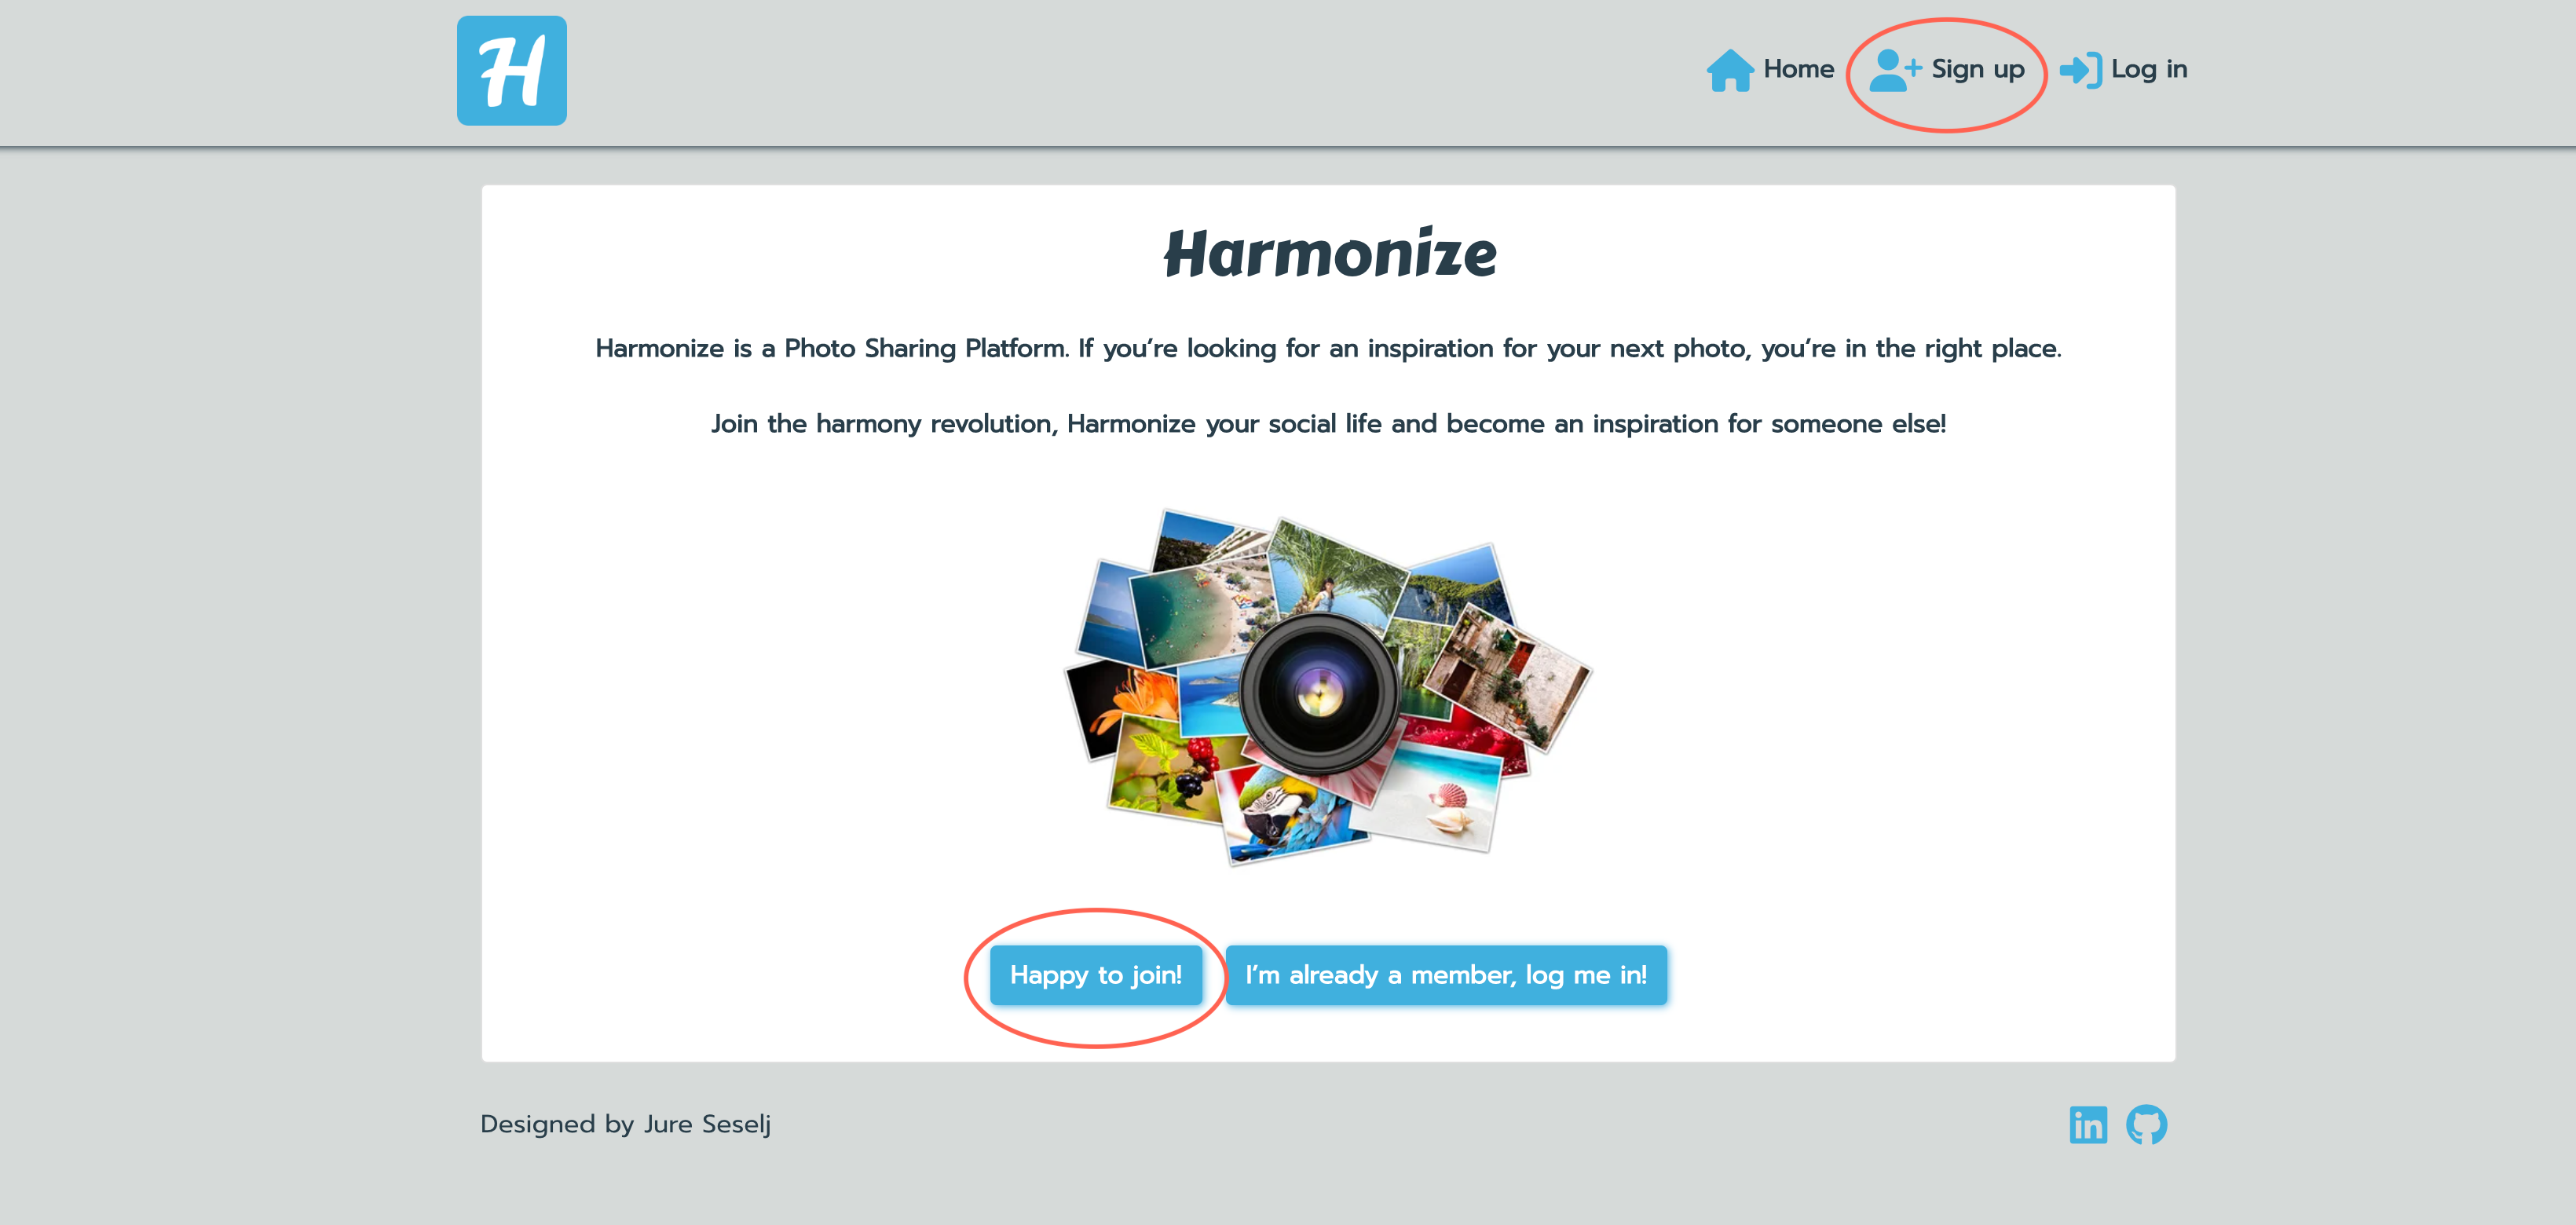 H
Home Sign up Log in
Harmonize
Harmonize is a Photo Sharing Platform. If you’re looking for an inspiration for your next photo, you’re in the right place.
Join the harmony revolution, Harmonize your social life and become an inspiration for someone else!
Happy to join! I’m already a member, log me in!
Designed by Jure Seselj
in